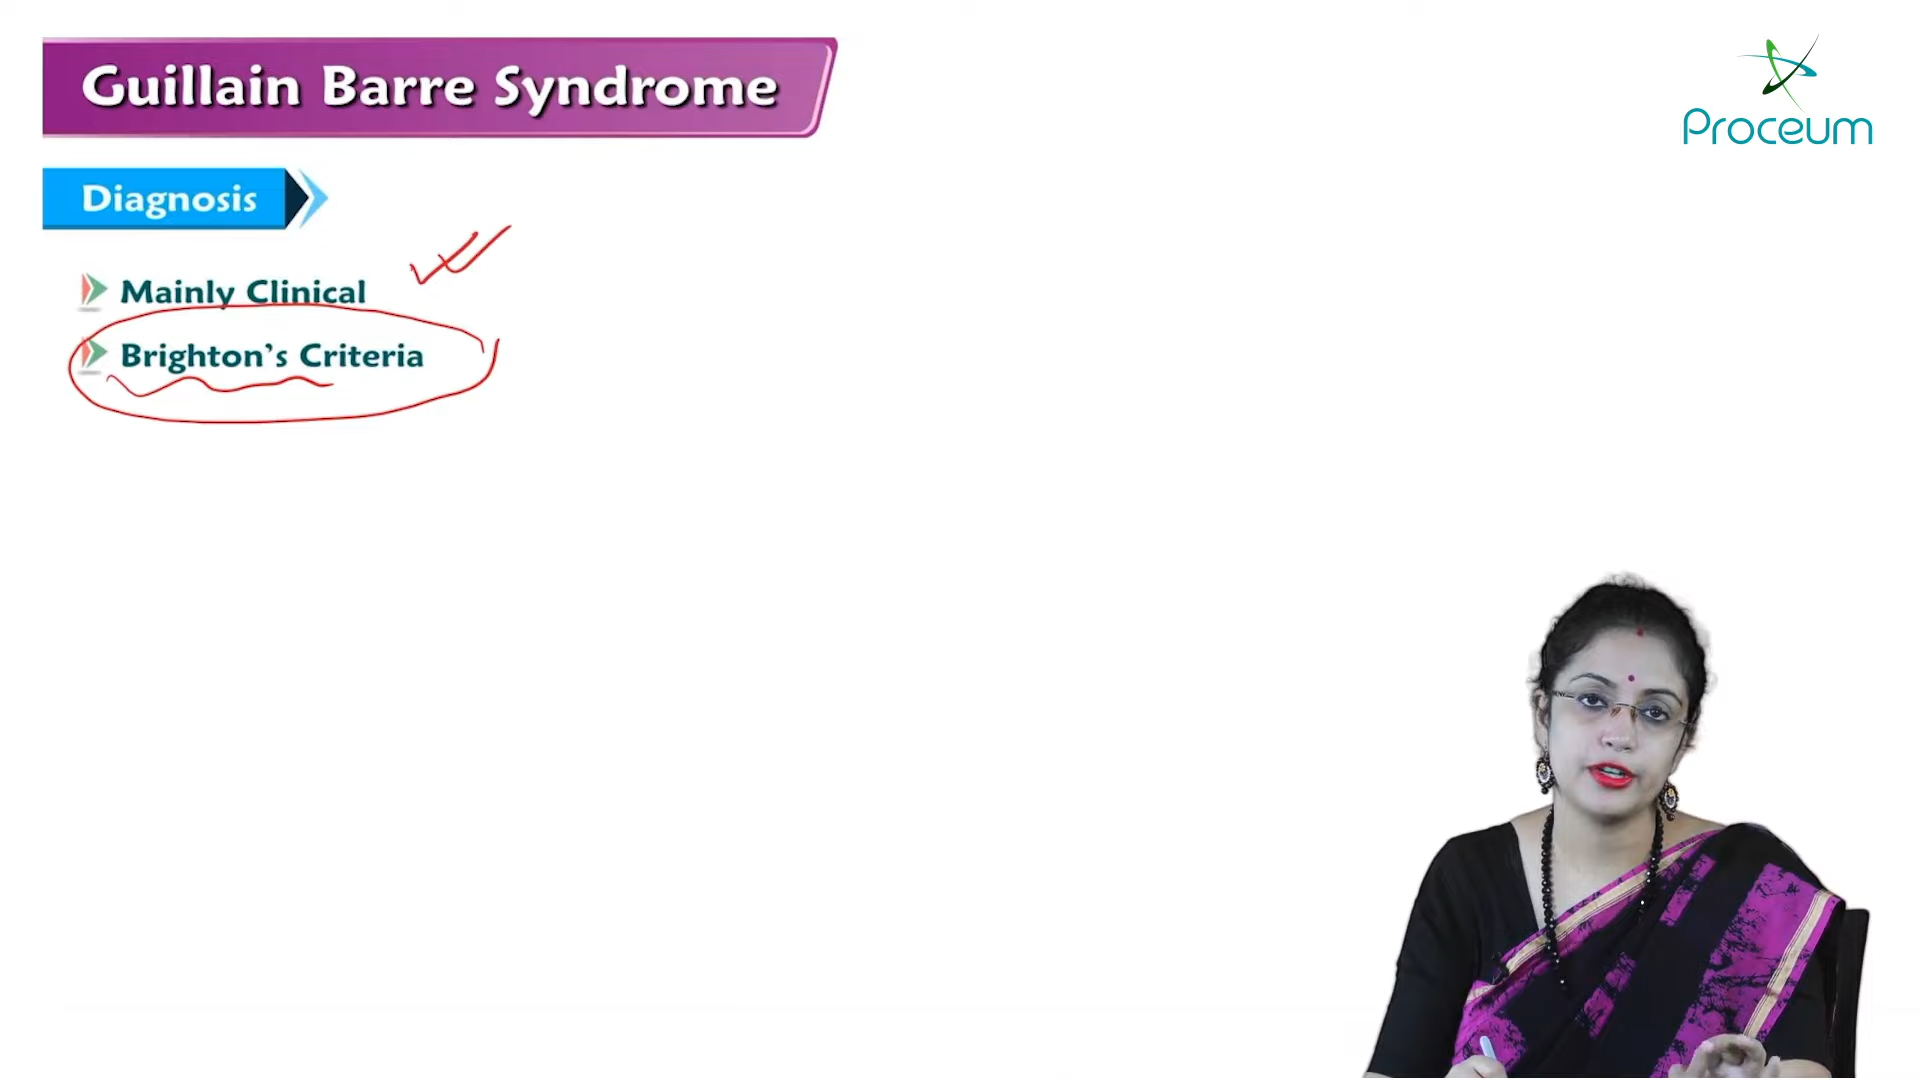 Guillain Barre Syndrome
Proceum
Diagnosis
Mainly Clinical
Brighton's Criteria